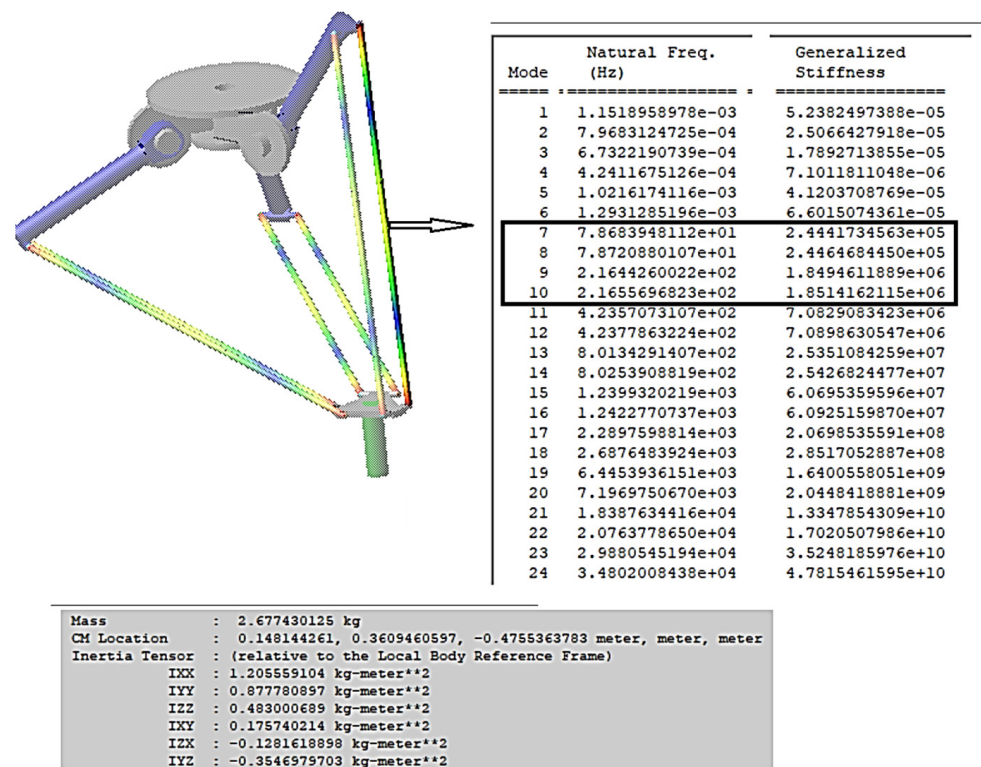 Natural Freq. Generalized
Mode (Hz) Stiffness
===== :================= : =================
1 1.1518958978e-03 5.2382497388e-05
2 7.9683124725e-04 2.5066427918e-05
3 6.7322190739e-04 1.7892713855e-05
4 4.2411675126e-04 7.1011811048e-06
5 1.0216174116e-03 4.1203708769e-05
6 1.2931285196e-03 6.6015074361e-05
7 7.8683948112e+01 2.4441734563e+05
8 7.8720880107e+01 2.4464684450e+05
9 2.1644260022e+02 1.8494611889e+06
10 2.1655696823e+02 1.8514162115e+06
11 4.2357073107e+02 7.0829083423e+06
12 4.2377863224e+02 7.0898630547e+06
13 8.0134291407e+02 2.5351084259e+07
14 8.0253908819e+02 2.5426824477e+07
15 1.2399320219e+03 6.0695359596e+07
16 1.2422770737e+03 6.0925159870e+07
17 2.2897598814e+03 2.0698535591e+08
18 2.6876483924e+03 2.8517052887e+08
19 6.4453936151e+03 1.6400558051e+09
20 7.1969750670e+03 2.0448418881e+09
21 1.8387634416e+04 1.3347854309e+10
22 2.0763778650e+04 1.7020507986e+10
23 2.9880545194e+04 3.5248185976e+10
24 3.4802008438e+04 4.7815461595e+10
Mass : 2.677430125 kg
CM Location : 0.148144261, 0.3609460597, -0.4755363783 meter, meter, meter
Inertia Tensor : (relative to the Local Body Reference Frame)
IXX : 1.205559104 kg-meter**2
IYY : 0.877780897 kg-meter**2
IZZ : 0.483000689 kg-meter**2
IXY : 0.175740214 kg-meter**2
IZX : -0.1281618898 kg-meter**2
IYZ : -0.3546979703 kg-meter**2